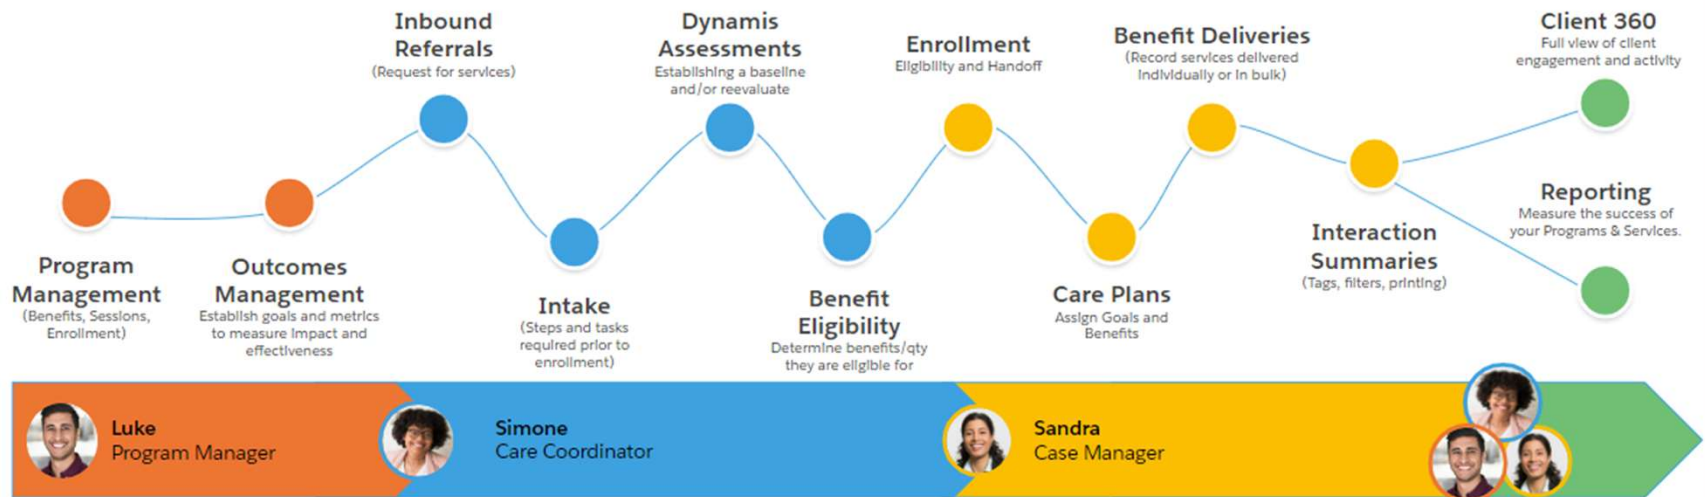 Program
Management
(Benefits, Sessions,
Enrollment)
Outcomes
Management
Establish goals and metrics
to measure impact and
effectiveness
Inbound
Referrals
(Request for services)
Intake
(Steps and tasks
required prior to
enrollment)
Dynamis
Assessments
Establishing a baseline
and/or reevaluate
Benefit
Eligibility
Determine benefits/qty
they are eligible for
Enrollment
Eligibility and Handoff
Care Plans
Assign Goals and
Benefits
Benefit Deliveries
(Record services delivered
individually or in bulk)
Interaction
Summaries
(Tags, filters, printing)
Client 360
Full view of client
engagement and activity
Reporting
Measure the success of
your Programs & Services.
Luke
Program Manager
Simone
Care Coordinator
Sandra
Case Manager